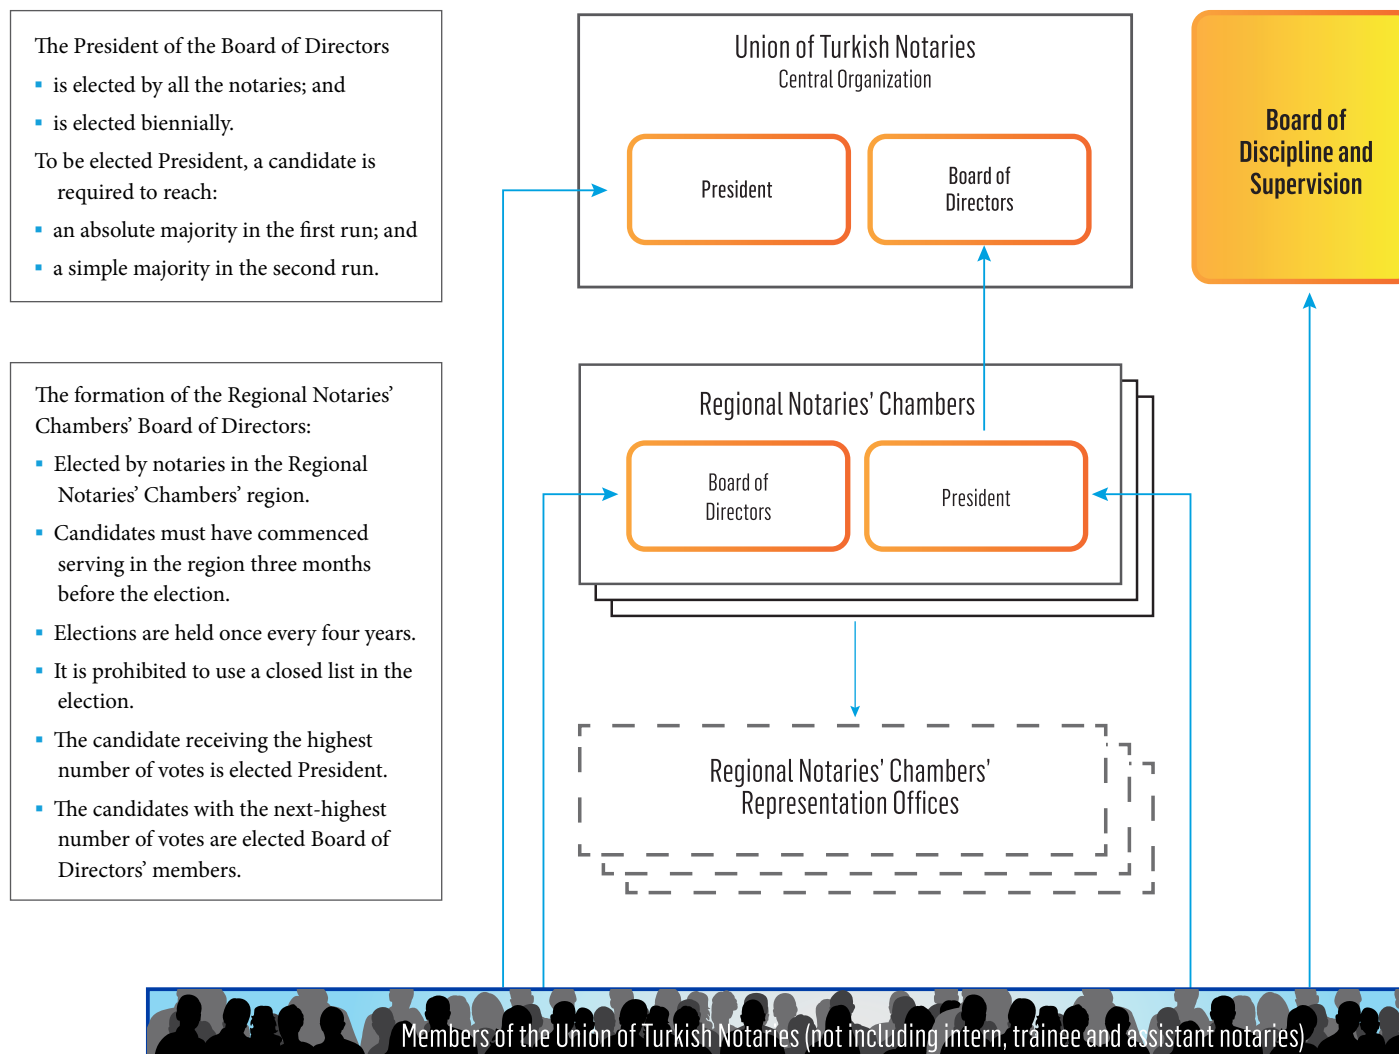 The President of the Board of Directors
▪ is elected by all the notaries; and
▪ is elected biennially.
To be elected President, a candidate is
required to reach:
▪ an absolute majority in the first run; and
▪ a simple majority in the second run.
The formation of the Regional Notaries’
Chambers’ Board of Directors:
▪ Elected by notaries in the Regional
Notaries’ Chambers’ region.
▪ Candidates must have commenced
serving in the region three months
before the election.
▪ Elections are held once every four years.
▪ It is prohibited to use a closed list in the
election.
▪ The candidate receiving the highest
number of votes is elected President.
▪ The candidates with the next-highest
number of votes are elected Board of
Directors’ members.
Union of Turkish Notaries
Central Organization
President
Board of
Directors
Board of
Discipline and
Supervision
Regional Notaries’ Chambers
Board of
Directors
President
Regional Notaries’ Chambers’
Representation Offices
Members of the Union of Turkish Notaries (not including intern, trainee and assistant notaries)